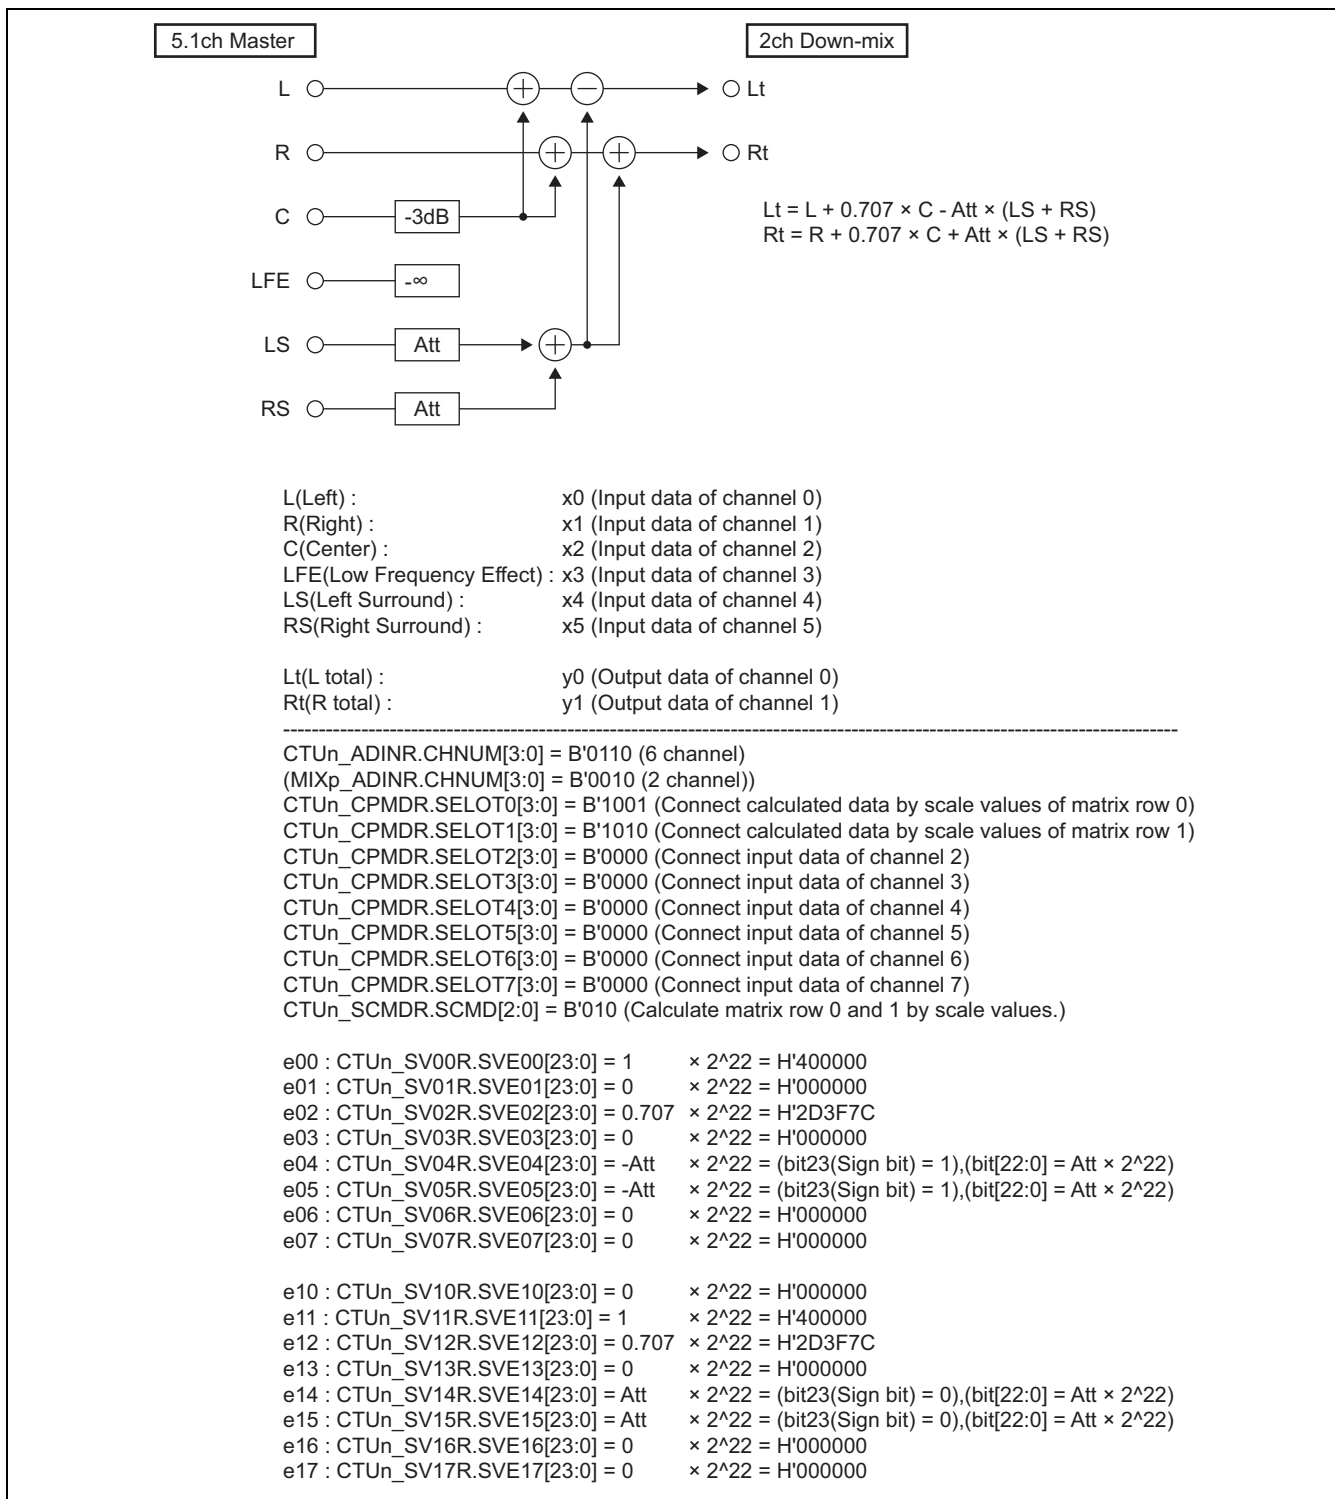 5.1ch Master
2ch Down-mix
L
Lt
R
Rt
C
-3dB
Lt = L + 0.707 × C - Att × (LS + RS)
Rt = R + 0.707 × C + Att × (LS + RS)
LFE
-∞
LS
Att
RS
Att
L(Left) : x0 (Input data of channel 0)
R(Right) : x1 (Input data of channel 1)
C(Center) : x2 (Input data of channel 2)
LFE(Low Frequency Effect) : x3 (Input data of channel 3)
LS(Left Surround) : x4 (Input data of channel 4)
RS(Right Surround) : x5 (Input data of channel 5)
Lt(L total) : y0 (Output data of channel 0)
Rt(R total) : y1 (Output data of channel 1)
CTUn_ADINR.CHNUM[3:0] = B'0110 (6 channel)
(MIXp_ADINR.CHNUM[3:0] = B'0010 (2 channel))
CTUn_CPMDR.SELOT0[3:0] = B'1001 (Connect calculated data by scale values of matrix row 0)
CTUn_CPMDR.SELOT1[3:0] = B'1010 (Connect calculated data by scale values of matrix row 1)
CTUn_CPMDR.SELOT2[3:0] = B'0000 (Connect input data of channel 2)
CTUn_CPMDR.SELOT3[3:0] = B'0000 (Connect input data of channel 3)
CTUn_CPMDR.SELOT4[3:0] = B'0000 (Connect input data of channel 4)
CTUn_CPMDR.SELOT5[3:0] = B'0000 (Connect input data of channel 5)
CTUn_CPMDR.SELOT6[3:0] = B'0000 (Connect input data of channel 6)
CTUn_CPMDR.SELOT7[3:0] = B'0000 (Connect input data of channel 7)
CTUn_SCMDR.SCMD[2:0] = B'010 (Calculate matrix row 0 and 1 by scale values.)
e00 : CTUn_SV00R.SVE00[23:0] = 1 × 2^22 = H'400000
e01 : CTUn_SV01R.SVE01[23:0] = 0 × 2^22 = H'000000
e02 : CTUn_SV02R.SVE02[23:0] = 0.707 × 2^22 = H'2D3F7C
e03 : CTUn_SV03R.SVE03[23:0] = 0 × 2^22 = H'000000
e04 : CTUn_SV04R.SVE04[23:0] = -Att × 2^22 = (bit23(Sign bit) = 1),(bit[22:0] = Att × 2^22)
e05 : CTUn_SV05R.SVE05[23:0] = -Att × 2^22 = (bit23(Sign bit) = 1),(bit[22:0] = Att × 2^22)
e06 : CTUn_SV06R.SVE06[23:0] = 0 × 2^22 = H'000000
e07 : CTUn_SV07R.SVE07[23:0] = 0 × 2^22 = H'000000
e10 : CTUn_SV10R.SVE10[23:0] = 0 × 2^22 = H'000000
e11 : CTUn_SV11R.SVE11[23:0] = 1 × 2^22 = H'400000
e12 : CTUn_SV12R.SVE12[23:0] = 0.707 × 2^22 = H'2D3F7C
e13 : CTUn_SV13R.SVE13[23:0] = 0 × 2^22 = H'000000
e14 : CTUn_SV14R.SVE14[23:0] = Att × 2^22 = (bit23(Sign bit) = 0),(bit[22:0] = Att × 2^22)
e15 : CTUn_SV15R.SVE15[23:0] = Att × 2^22 = (bit23(Sign bit) = 0),(bit[22:0] = Att × 2^22)
e16 : CTUn_SV16R.SVE16[23:0] = 0 × 2^22 = H'000000
e17 : CTUn_SV17R.SVE17[23:0] = 0 × 2^22 = H'000000